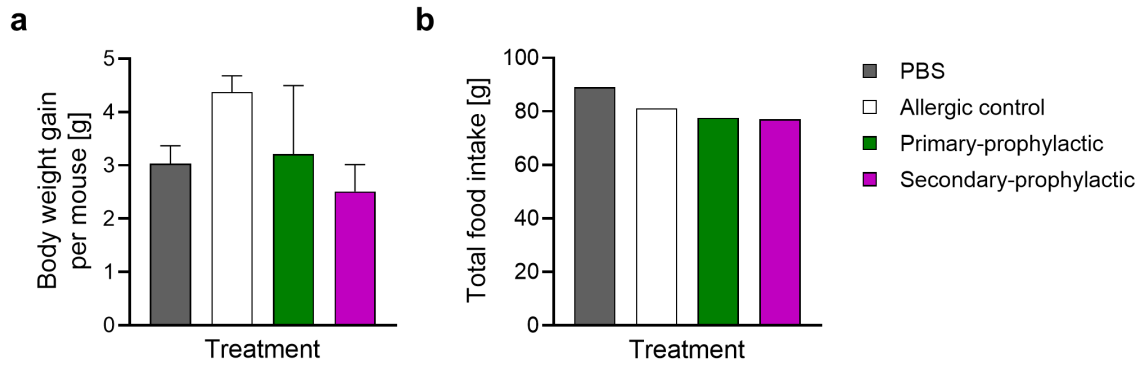 a
Body weight gain
per mouse [g]
5
4
3
2
1
0
Treatment
b
Total food intake [g]
100
80
60
40
20
0
Treatment
PBS
Allergic control
Primary-prophylactic
Secondary-prophylactic